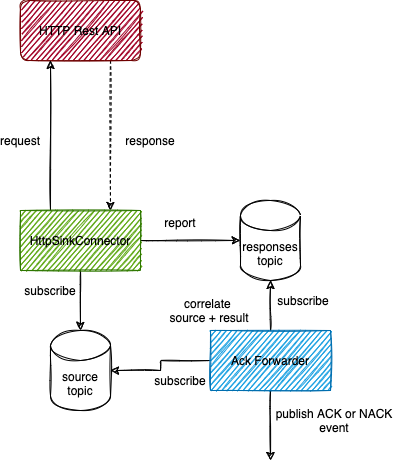 HTTP Rest API
request
response
HttpSinkConnector
report
responses
topic
subscribe
correlate
source + result
subscribe
source
topic
subscribe
Ack Forwarder
publish ACK or NACK
event